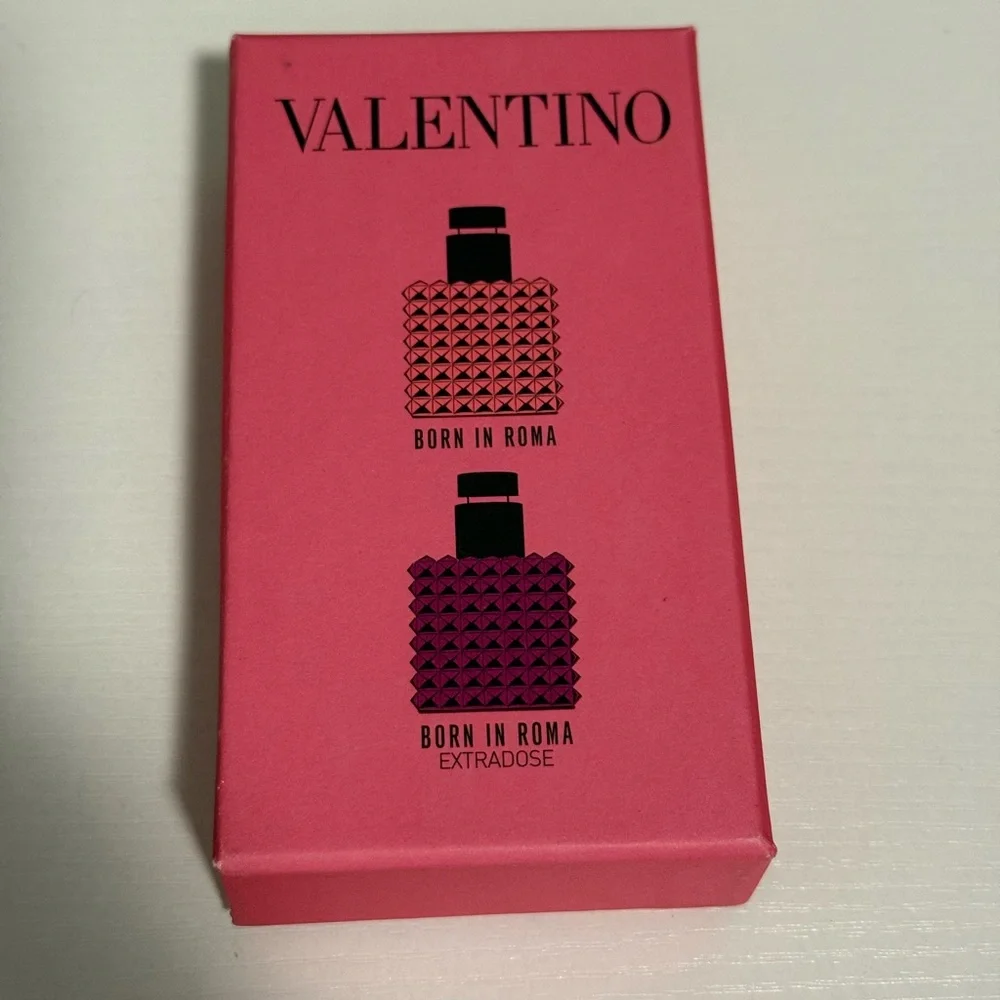 VALENTINO
BORN IN ROMA
BORN IN ROMA
EXTRADOSE